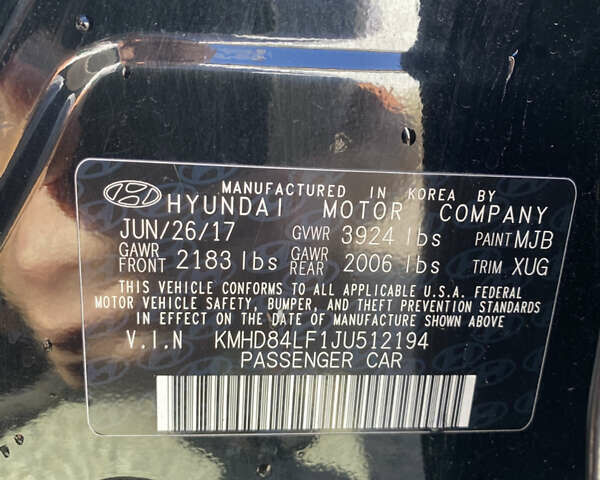 MANUFACTURED IN KOREA BY
HYUNDAI MOTOR COMPANY
JUN/26/17 GVWR 3924 lbs PAINT MJB
GAWR FRONT 2183 lbs GAWR REAR 2006 lbs TRIM XUG
THIS VEHICLE CONFORMS TO ALL APPLICABLE U.S.A. FEDERAL
MOTOR VEHICLE SAFETY, BUMPER, AND THEFT PREVENTION STANDARDS
IN EFFECT ON THE DATE OF MANUFACTURE SHOWN ABOVE
V.I.N KMHD84LF1JU512194
PASSENGER CAR